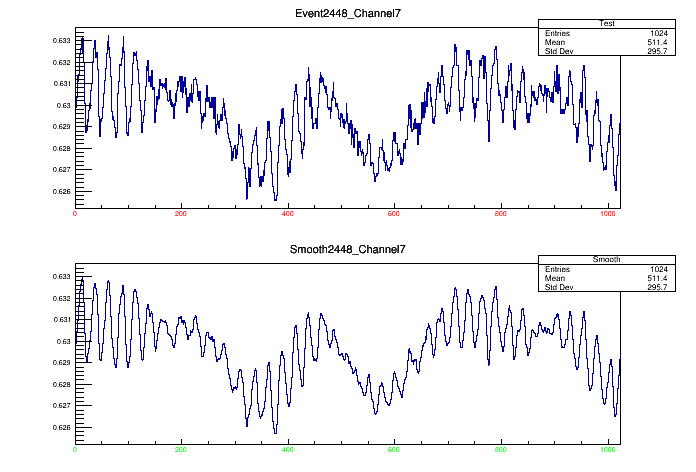 Event2448_Channel7
Test
Entries 1024
Mean 511.4
Std Dev 295.7
0.633
0.632
0.631
0.63
0.629
0.628
0.627
0.626
0 200 400 600 800 1000
Smooth2448_Channel7
Smooth
Entries 1024
Mean 511.4
Std Dev 295.7
0.633
0.632
0.631
0.63
0.629
0.628
0.627
0.626
0 200 400 600 800 1000